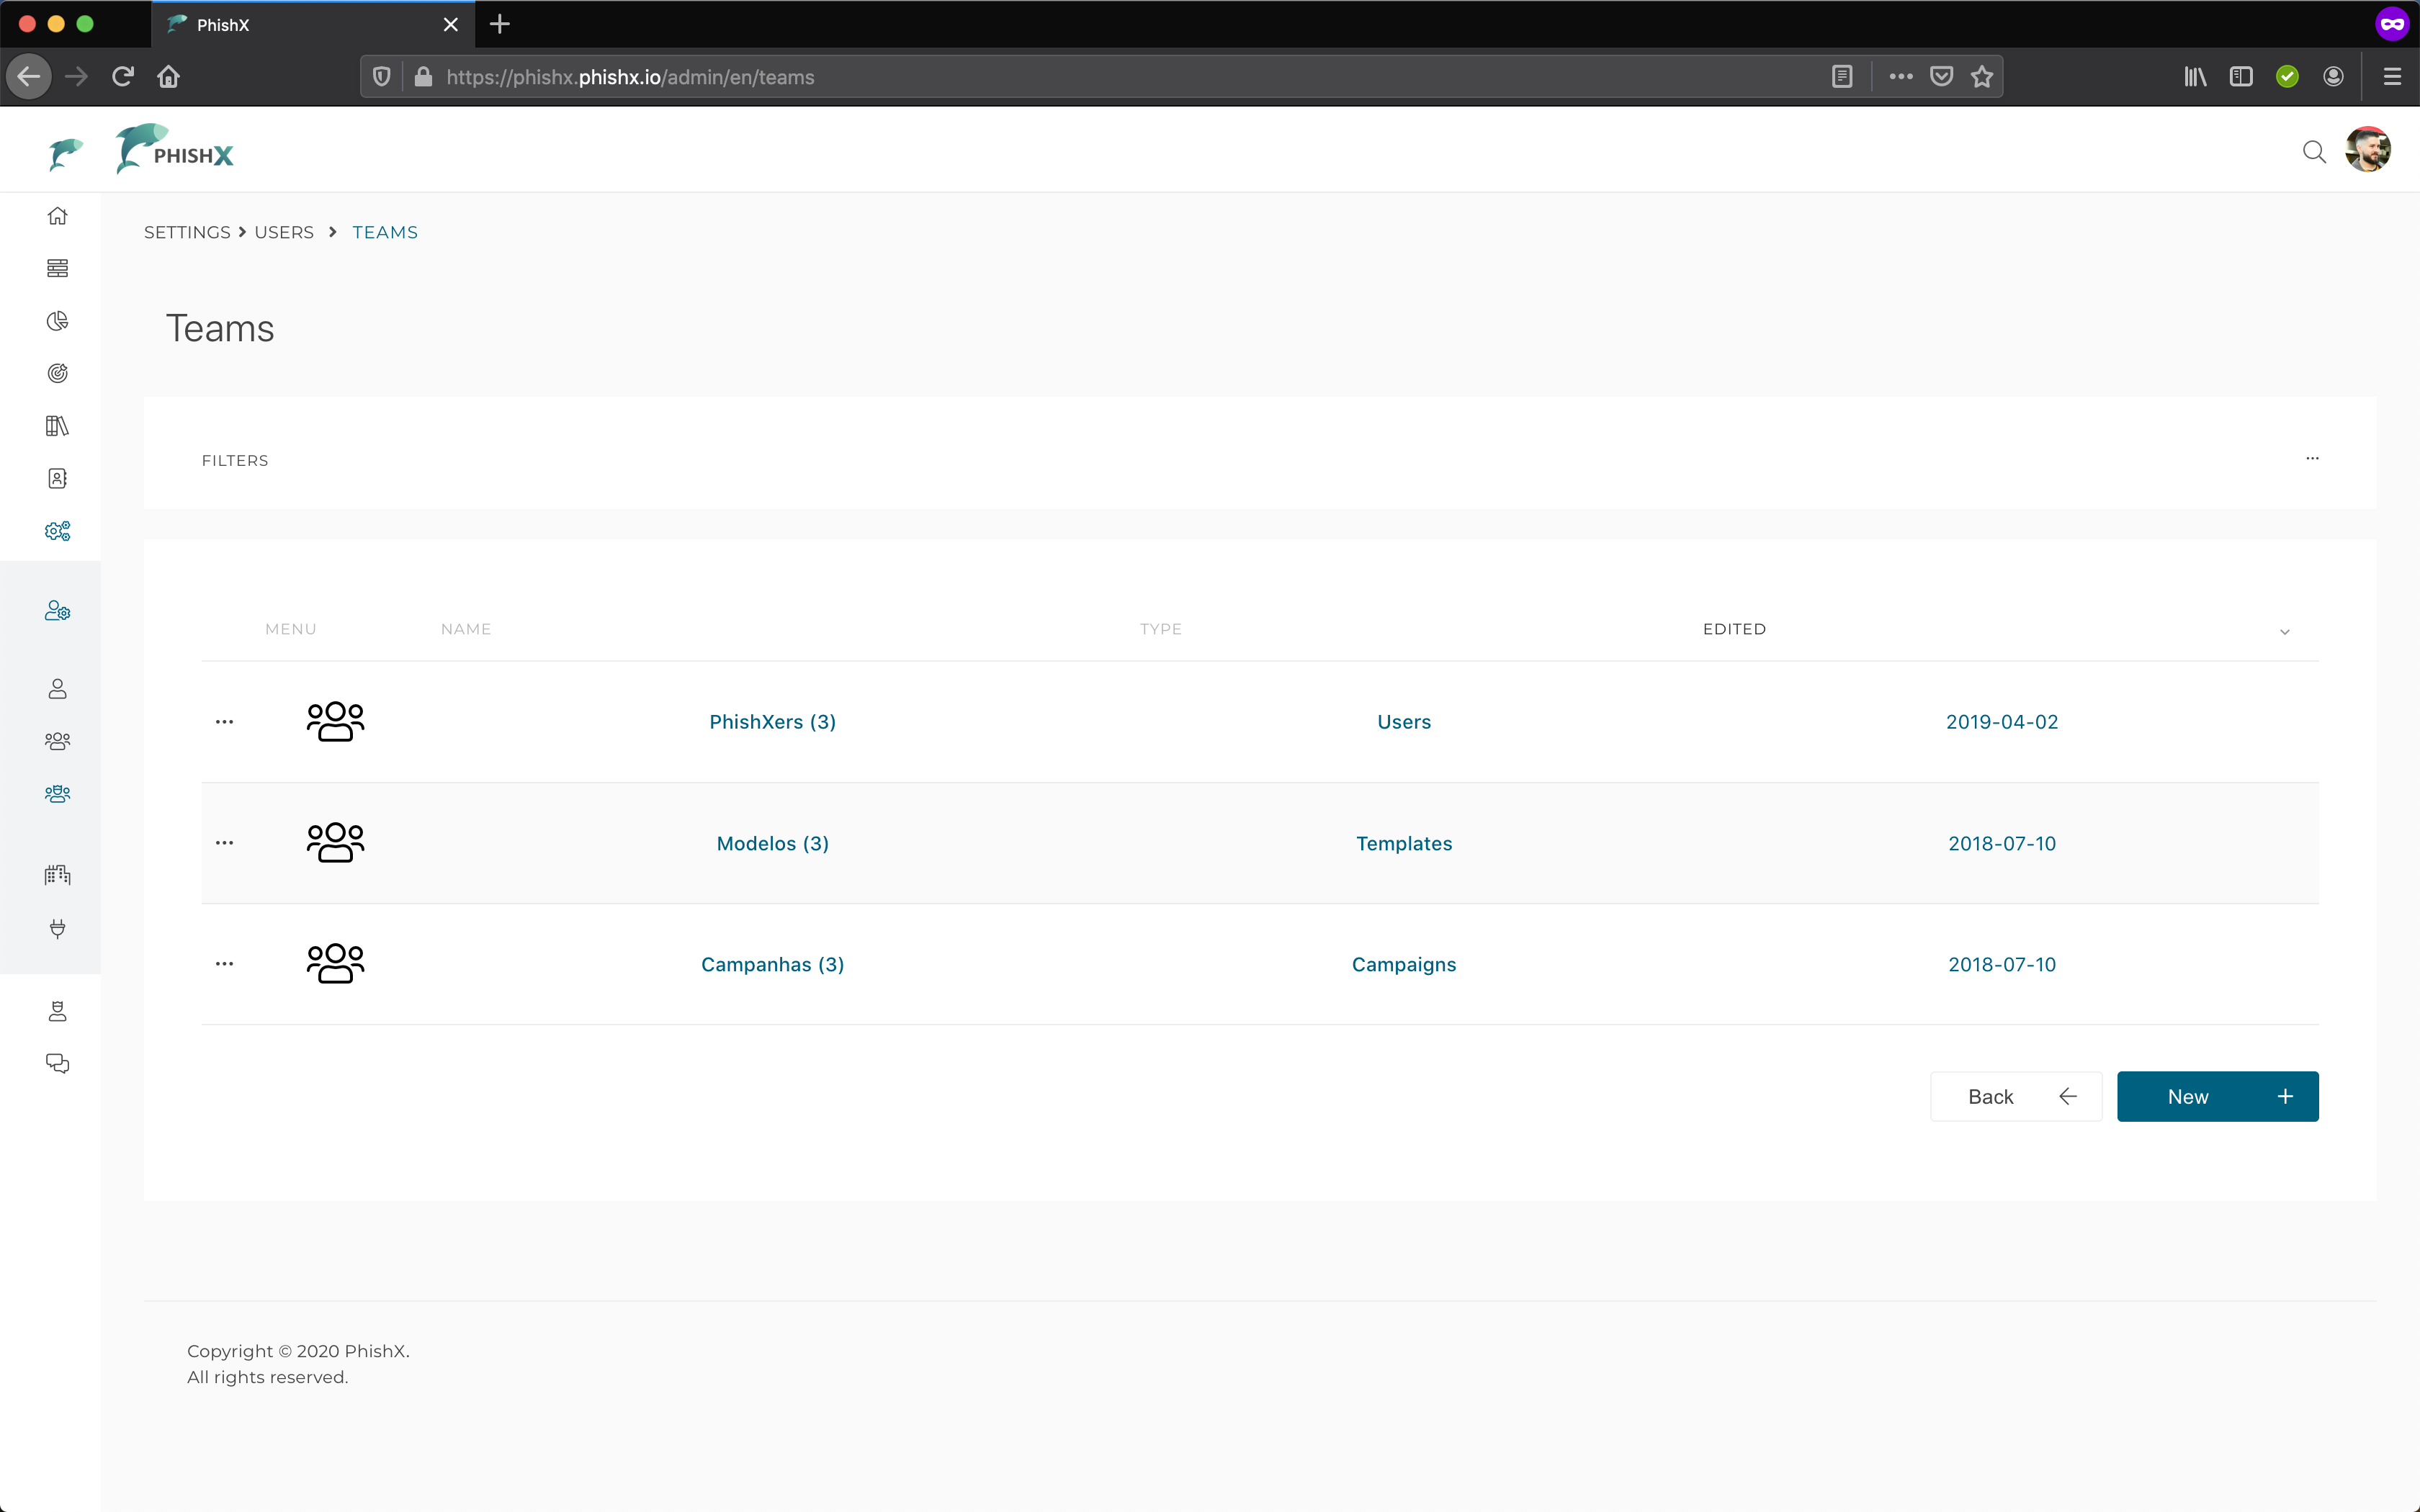 PhishX
https://phishx.phishx.io/admin/en/teams
PHISHX
SETTINGS > USERS > TEAMS
Teams
FILTERS
MENU NAME TYPE EDITED
PhishXers (3) Users 2019-04-02
Modelos (3) Templates 2018-07-10
Campanhas (3) Campaigns 2018-07-10
Back New
Copyright © 2020 PhishX.
All rights reserved.